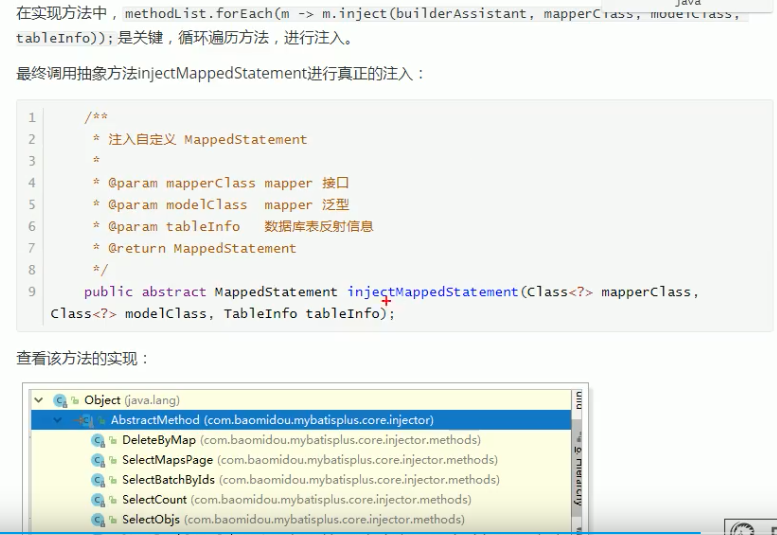 java
在实现方法中，methodList.forEach(m -> m.inject(builderAssistant, mapperClass, modelClass,
tableInfo));是关键，循环遍历方法，进行注入。
最终调用抽象方法injectMappedStatement进行真正的注入：
1 /**
2 * 注入自定义 MappedStatement
3 *
4 * @param mapperClass mapper 接口
5 * @param modelClass mapper 泛型
6 * @param tableInfo 数据库表反射信息
7 * @return MappedStatement
8 */
9 public abstract MappedStatement injectMappedStatement(Class<?> mapperClass,
Class<?> modelClass, TableInfo tableInfo);
查看该方法的实现：
Object (java.lang)
AbstractMethod (com.baomidou.mybatisplus.core.injector)
DeleteByMap (com.baomidou.mybatisplus.core.injector.methods)
SelectMapsPage (com.baomidou.mybatisplus.core.injector.methods)
SelectBatchByIds (com.baomidou.mybatisplus.core.injector.methods)
SelectCount (com.baomidou.mybatisplus.core.injector.methods)
SelectObjs (com.baomidou.mybatisplus.core.injector.methods)
Hierarchy